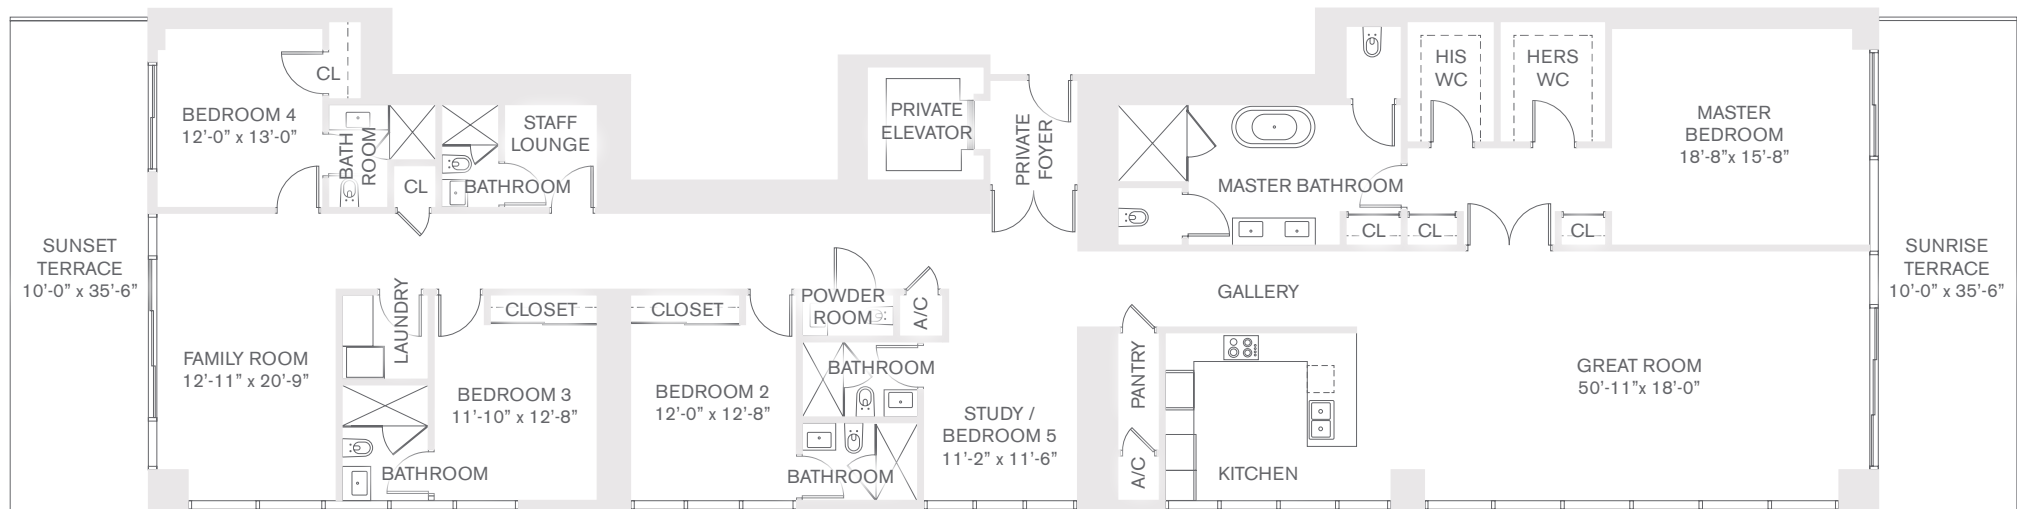 SUNSET
TERRACE
10’-0” x 35’-6”
BEDROOM 4
12’-0” x 13’-0”
CL
BATH
ROOM
CL
STAFF
LOUNGE
BATHROOM
PRIVATE
ELEVATOR
PRIVATE
FOYER
MASTER BATHROOM
CL
CL
CL
HIS
WC
HERS
WC
MASTER
BEDROOM
18’-8”x 15’-8”
SUNRISE
TERRACE
10’-0” x 35’-6”
FAMILY ROOM
12’-11” x 20’-9”
LAUNDRY
CLOSET
BEDROOM 3
11’-10” x 12’-8”
BATHROOM
CLOSET
BEDROOM 2
12’-0” x 12’-8”
POWDER
ROOM
A/C
BATHROOM
BATHROOM
STUDY /
BEDROOM 5
11’-2” x 11’-6”
GALLERY
PANTRY
A/C
KITCHEN
GREAT ROOM
50’-11”x 18’-0”